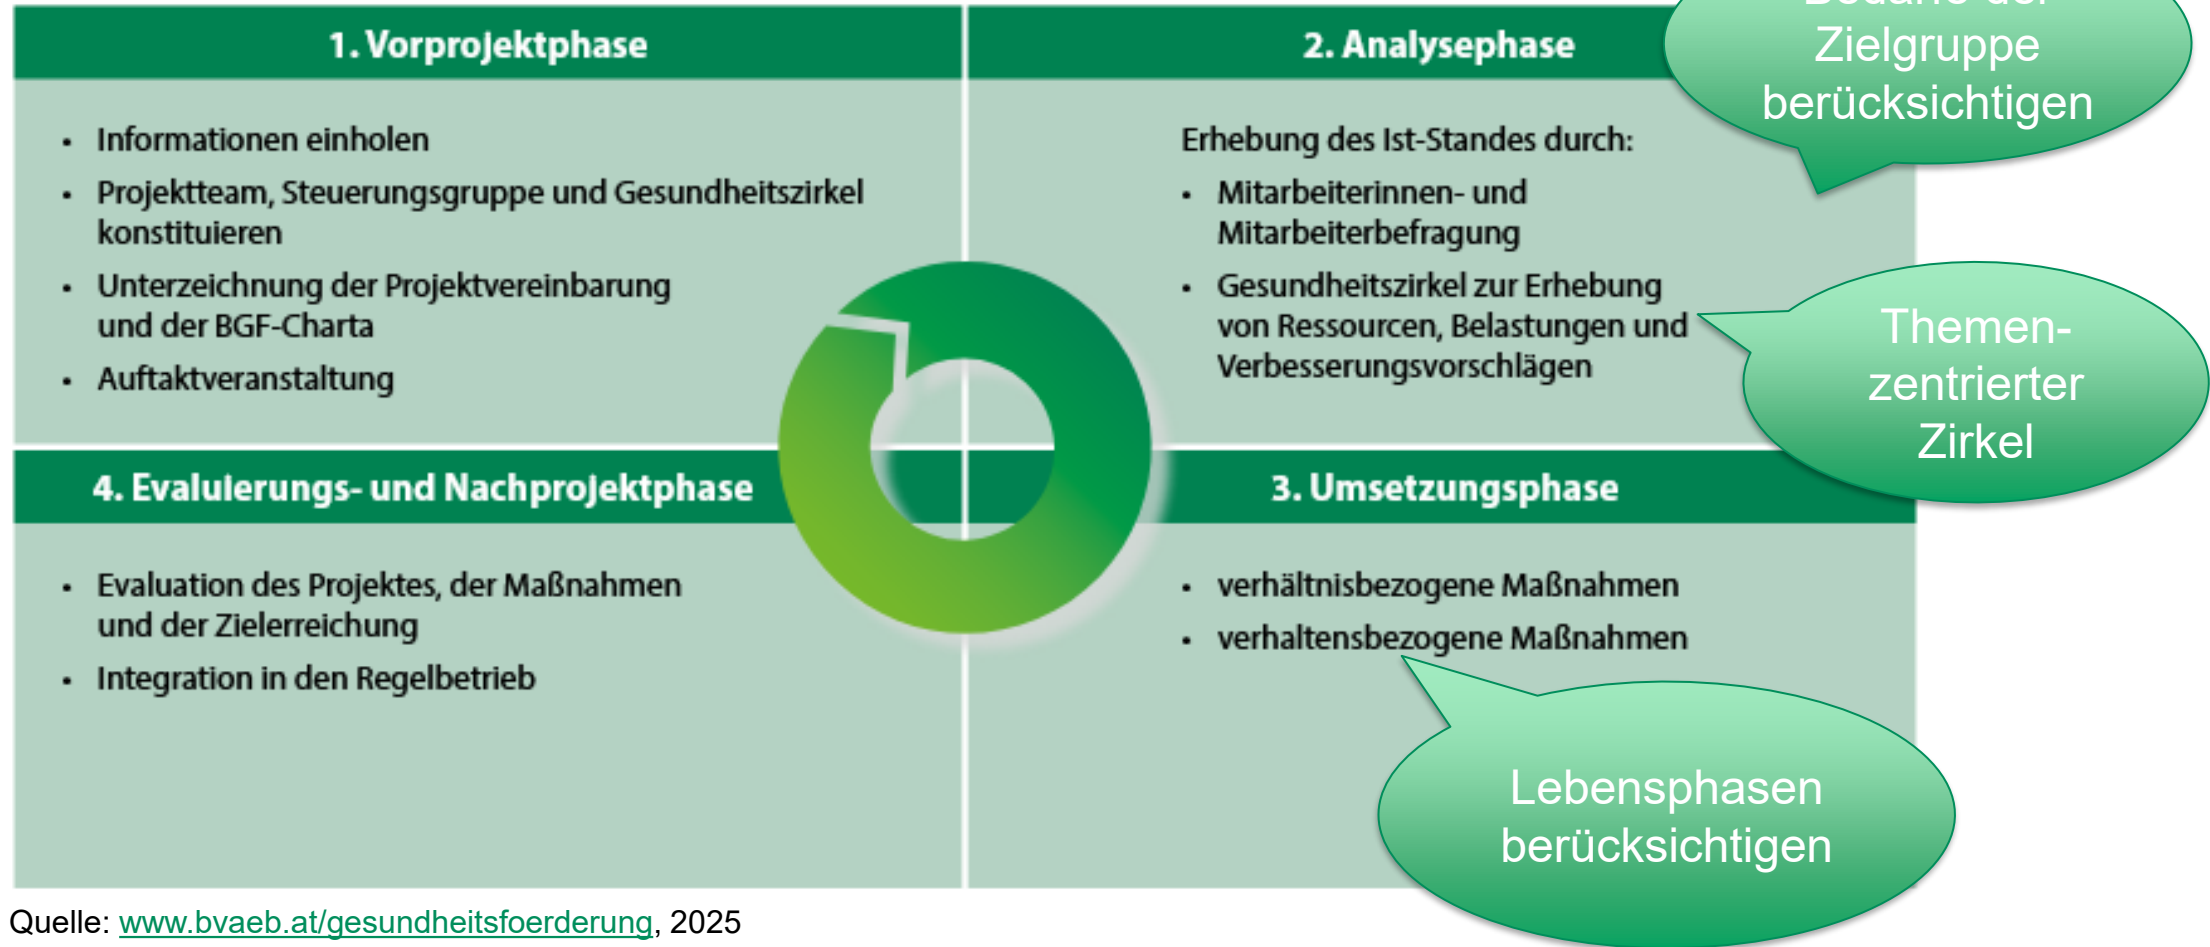 1. Vorprojektphase
• Informationen einholen
• Projektteam, Steuerungsgruppe und Gesundheitszirkel
konstituieren
• Unterzeichnung der Projektvereinbarung
und der BGF-Charta
• Auftaktveranstaltung
2. Analysephase
Erhebung des Ist-Standes durch:
• Mitarbeiterinnen- und
Mitarbeiterbefragung
• Gesundheitszirkel zur Erhebung
von Ressourcen, Belastungen und
Verbesserungsvorschlägen
Zielgruppe
berücksichtigen
Themen-
zentrierter
Zirkel
4. Evaluierungs- und Nachprojektphase
• Evaluation des Projektes, der Maßnahmen
und der Zielerreichung
• Integration in den Regelbetrieb
3. Umsetzungsphase
• verhältnisbezogene Maßnahmen
• verhaltensbezogene Maßnahmen
Lebensphasen
berücksichtigen
Quelle: www.bvaeb.at/gesundheitsfoerderung, 2025